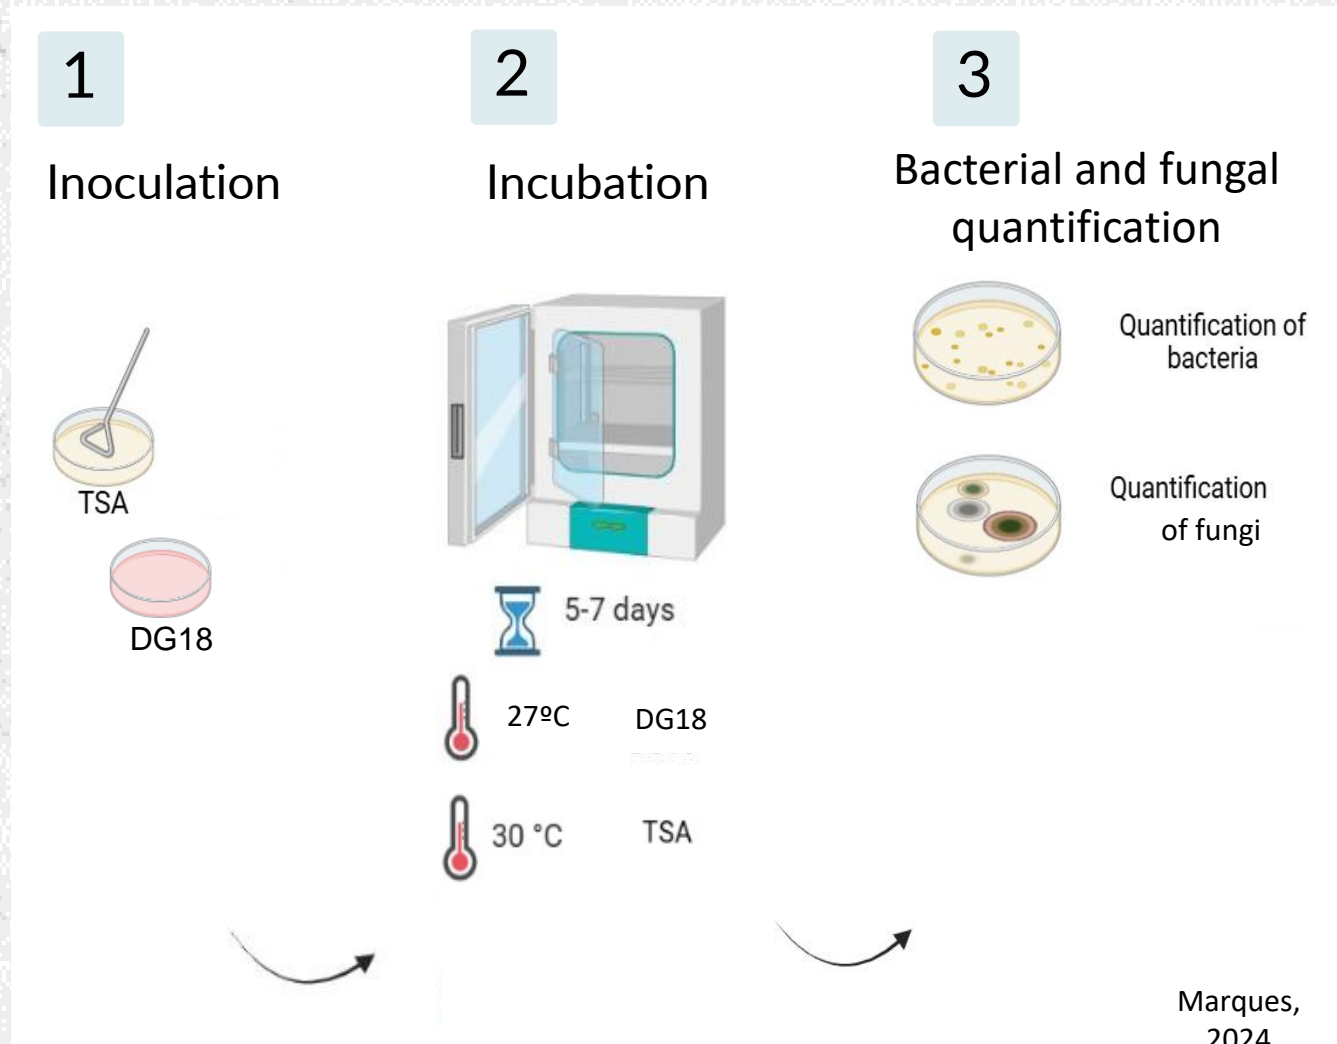 1
Inoculation
TSA
DG18
2
Incubation
5-7 days
27ºC DG18
30 °C TSA
3
Bacterial and fungal
quantification
Quantification of
bacteria
Quantification
of fungi
Marques,
2024